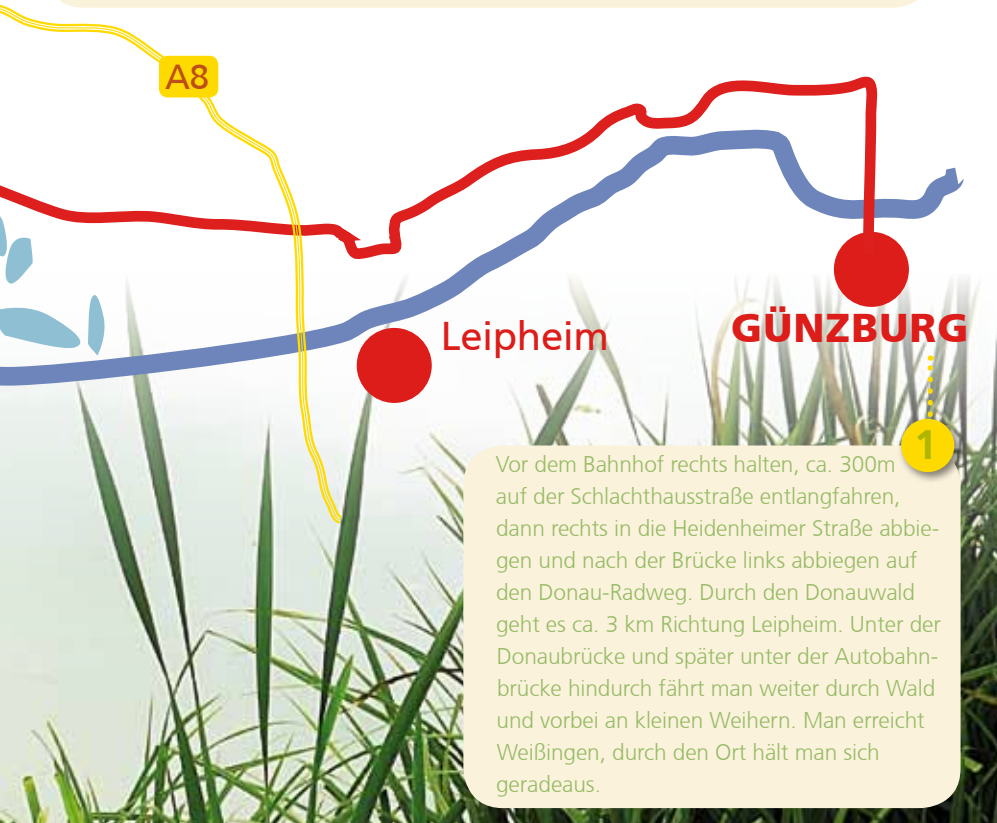 A8
Leipheim
GÜNZBURG
1
Vor dem Bahnhof rechts halten, ca. 300m
auf der Schlachthausstraße entlangfahren,
dann rechts in die Heidenheimer Straße abbie-
gen und nach der Brücke links abbiegen auf
den Donau-Radweg. Durch den Donauwald
geht es ca. 3 km Richtung Leipheim. Unter der
Donaubrücke und später unter der Autobahn-
brücke hindurch fährt man weiter durch Wald
und vorbei an kleinen Weihern. Man erreicht
Weißingen, durch den Ort hält man sich
geradeaus.